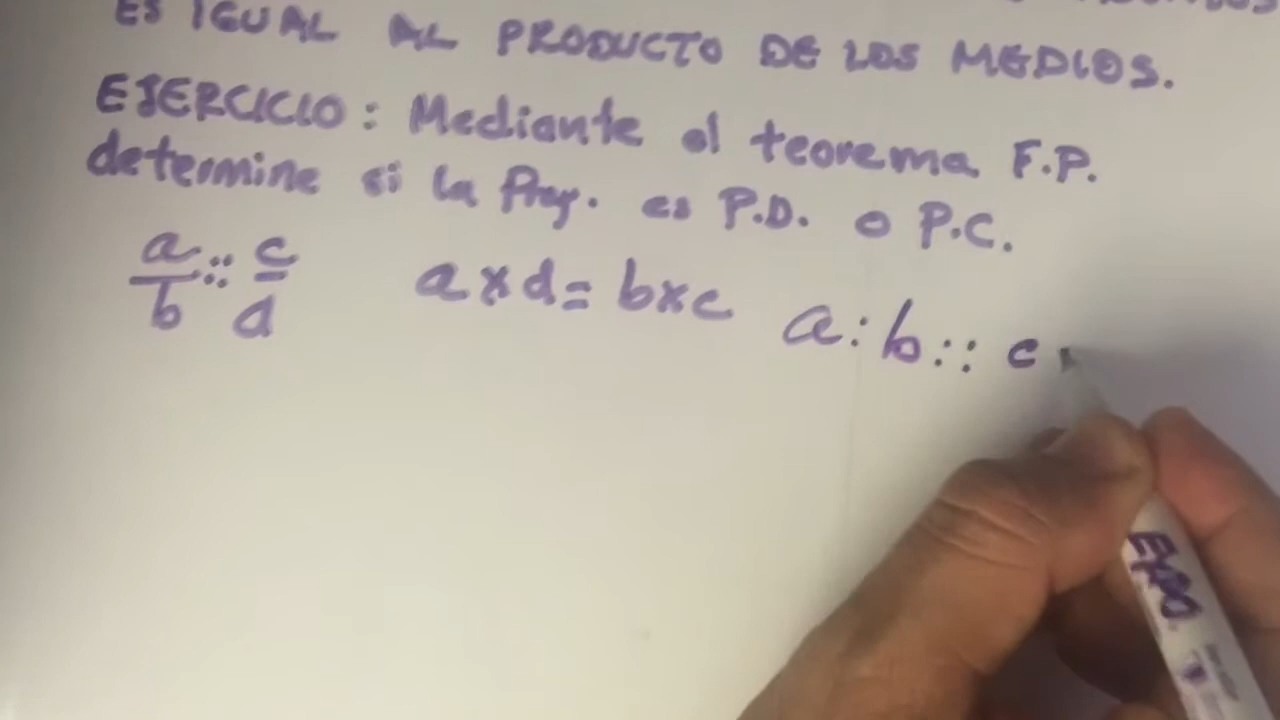 ES IGUAL AL PRODUCTO DE LOS MEDIOS.
EJERCICIO: Mediante el teorema F.P.
determine si la Prop. es P.D. o P.C.
a/b :: c/d a x d = b x c a : b :: c
EXPO